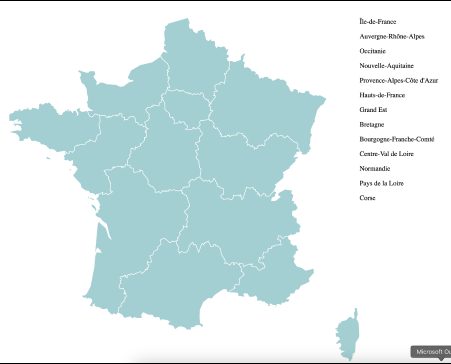 Île-de-France
Auvergne-Rhône-Alpes
Occitanie
Nouvelle-Aquitaine
Provence-Alpes-Côte d'Azur
Hauts-de-France
Grand Est
Bretagne
Bourgogne-Franche-Comté
Centre-Val de Loire
Normandie
Pays de la Loire
Corse
Microsoft Ou